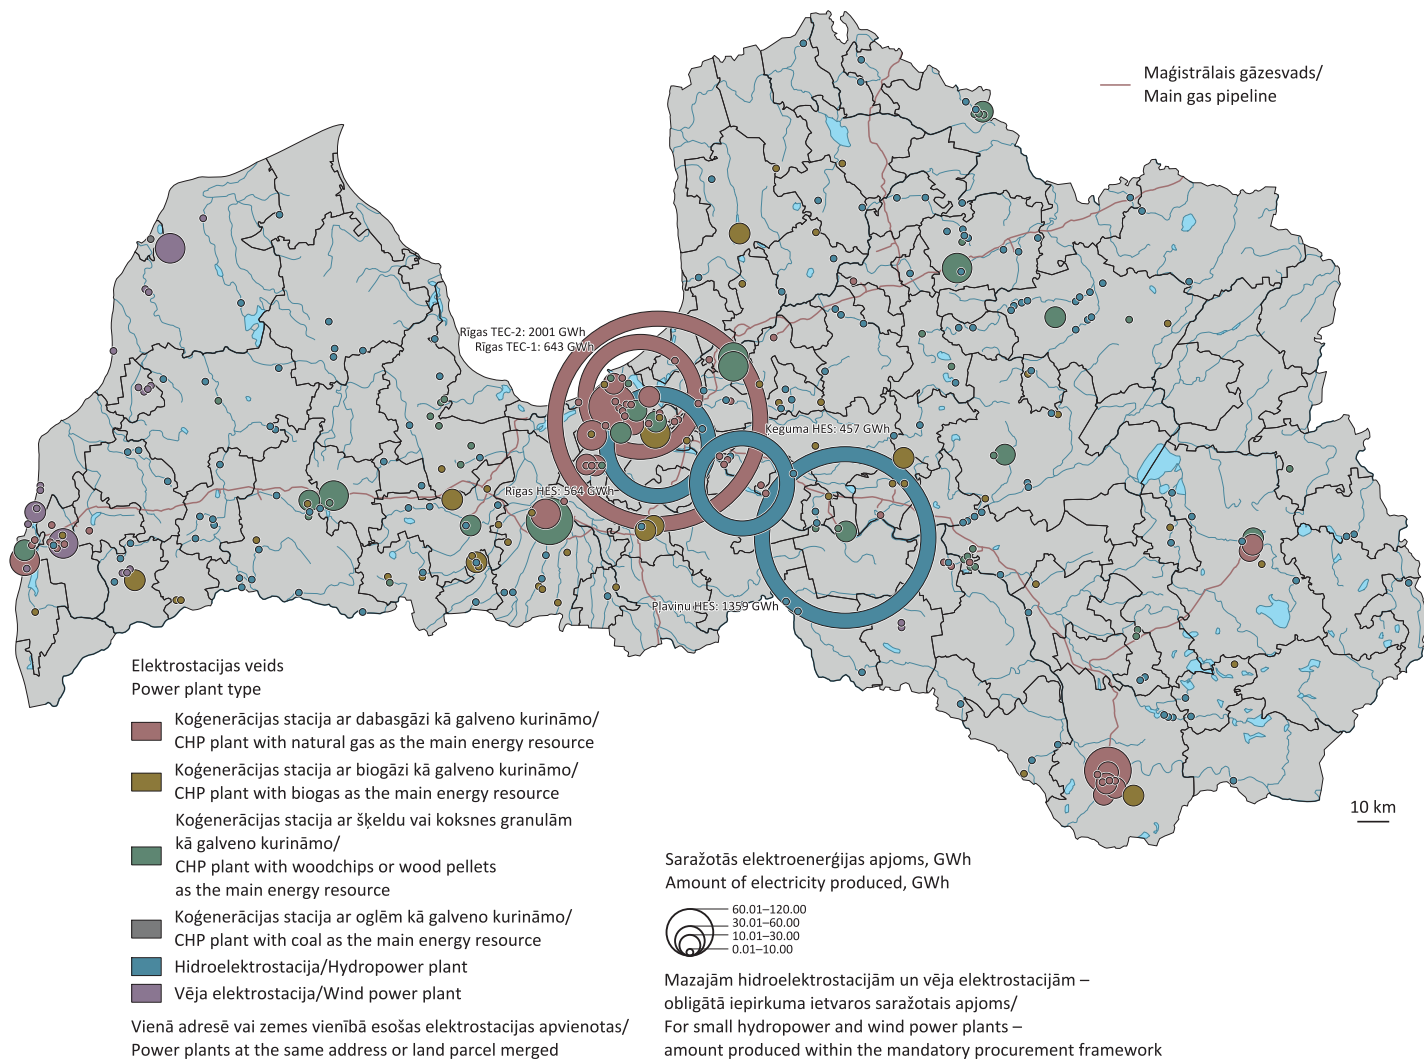 Maģistrālais gāzesvads/
Main gas pipeline
Rīgas TEC-2: 2001 GWh
Rīgas TEC-1: 643 GWh
Ķeguma HES: 457 GWh
Rīgas HES: 564 GWh
Pļaviņu HES: 1359 GWh
Elektrostacijas veids
Power plant type
Koģenerācijas stacija ar dabasgāzi kā galveno kurināmo/
CHP plant with natural gas as the main energy resource
Koģenerācijas stacija ar biogāzi kā galveno kurināmo/
CHP plant with biogas as the main energy resource
Koģenerācijas stacija ar šķeldu vai koksnes granulām
kā galveno kurināmo/
CHP plant with woodchips or wood pellets
as the main energy resource
Koģenerācijas stacija ar oglēm kā galveno kurināmo/
CHP plant with coal as the main energy resource
Hidroelektrostacija/Hydropower plant
Vēja elektrostacija/Wind power plant
Vienā adresē vai zemes vienībā esošas elektrostacijas apvienotas/
Power plants at the same address or land parcel merged
10 km
Saražotās elektroenerģijas apjoms, GWh
Amount of electricity produced, GWh
60.01–120.00
30.01–60.00
10.01–30.00
0.01–10.00
Mazajām hidroelektrostacijām un vēja elektrostacijām –
obligātā iepirkuma ietvaros saražotais apjoms/
For small hydropower and wind power plants –
amount produced within the mandatory procurement framework